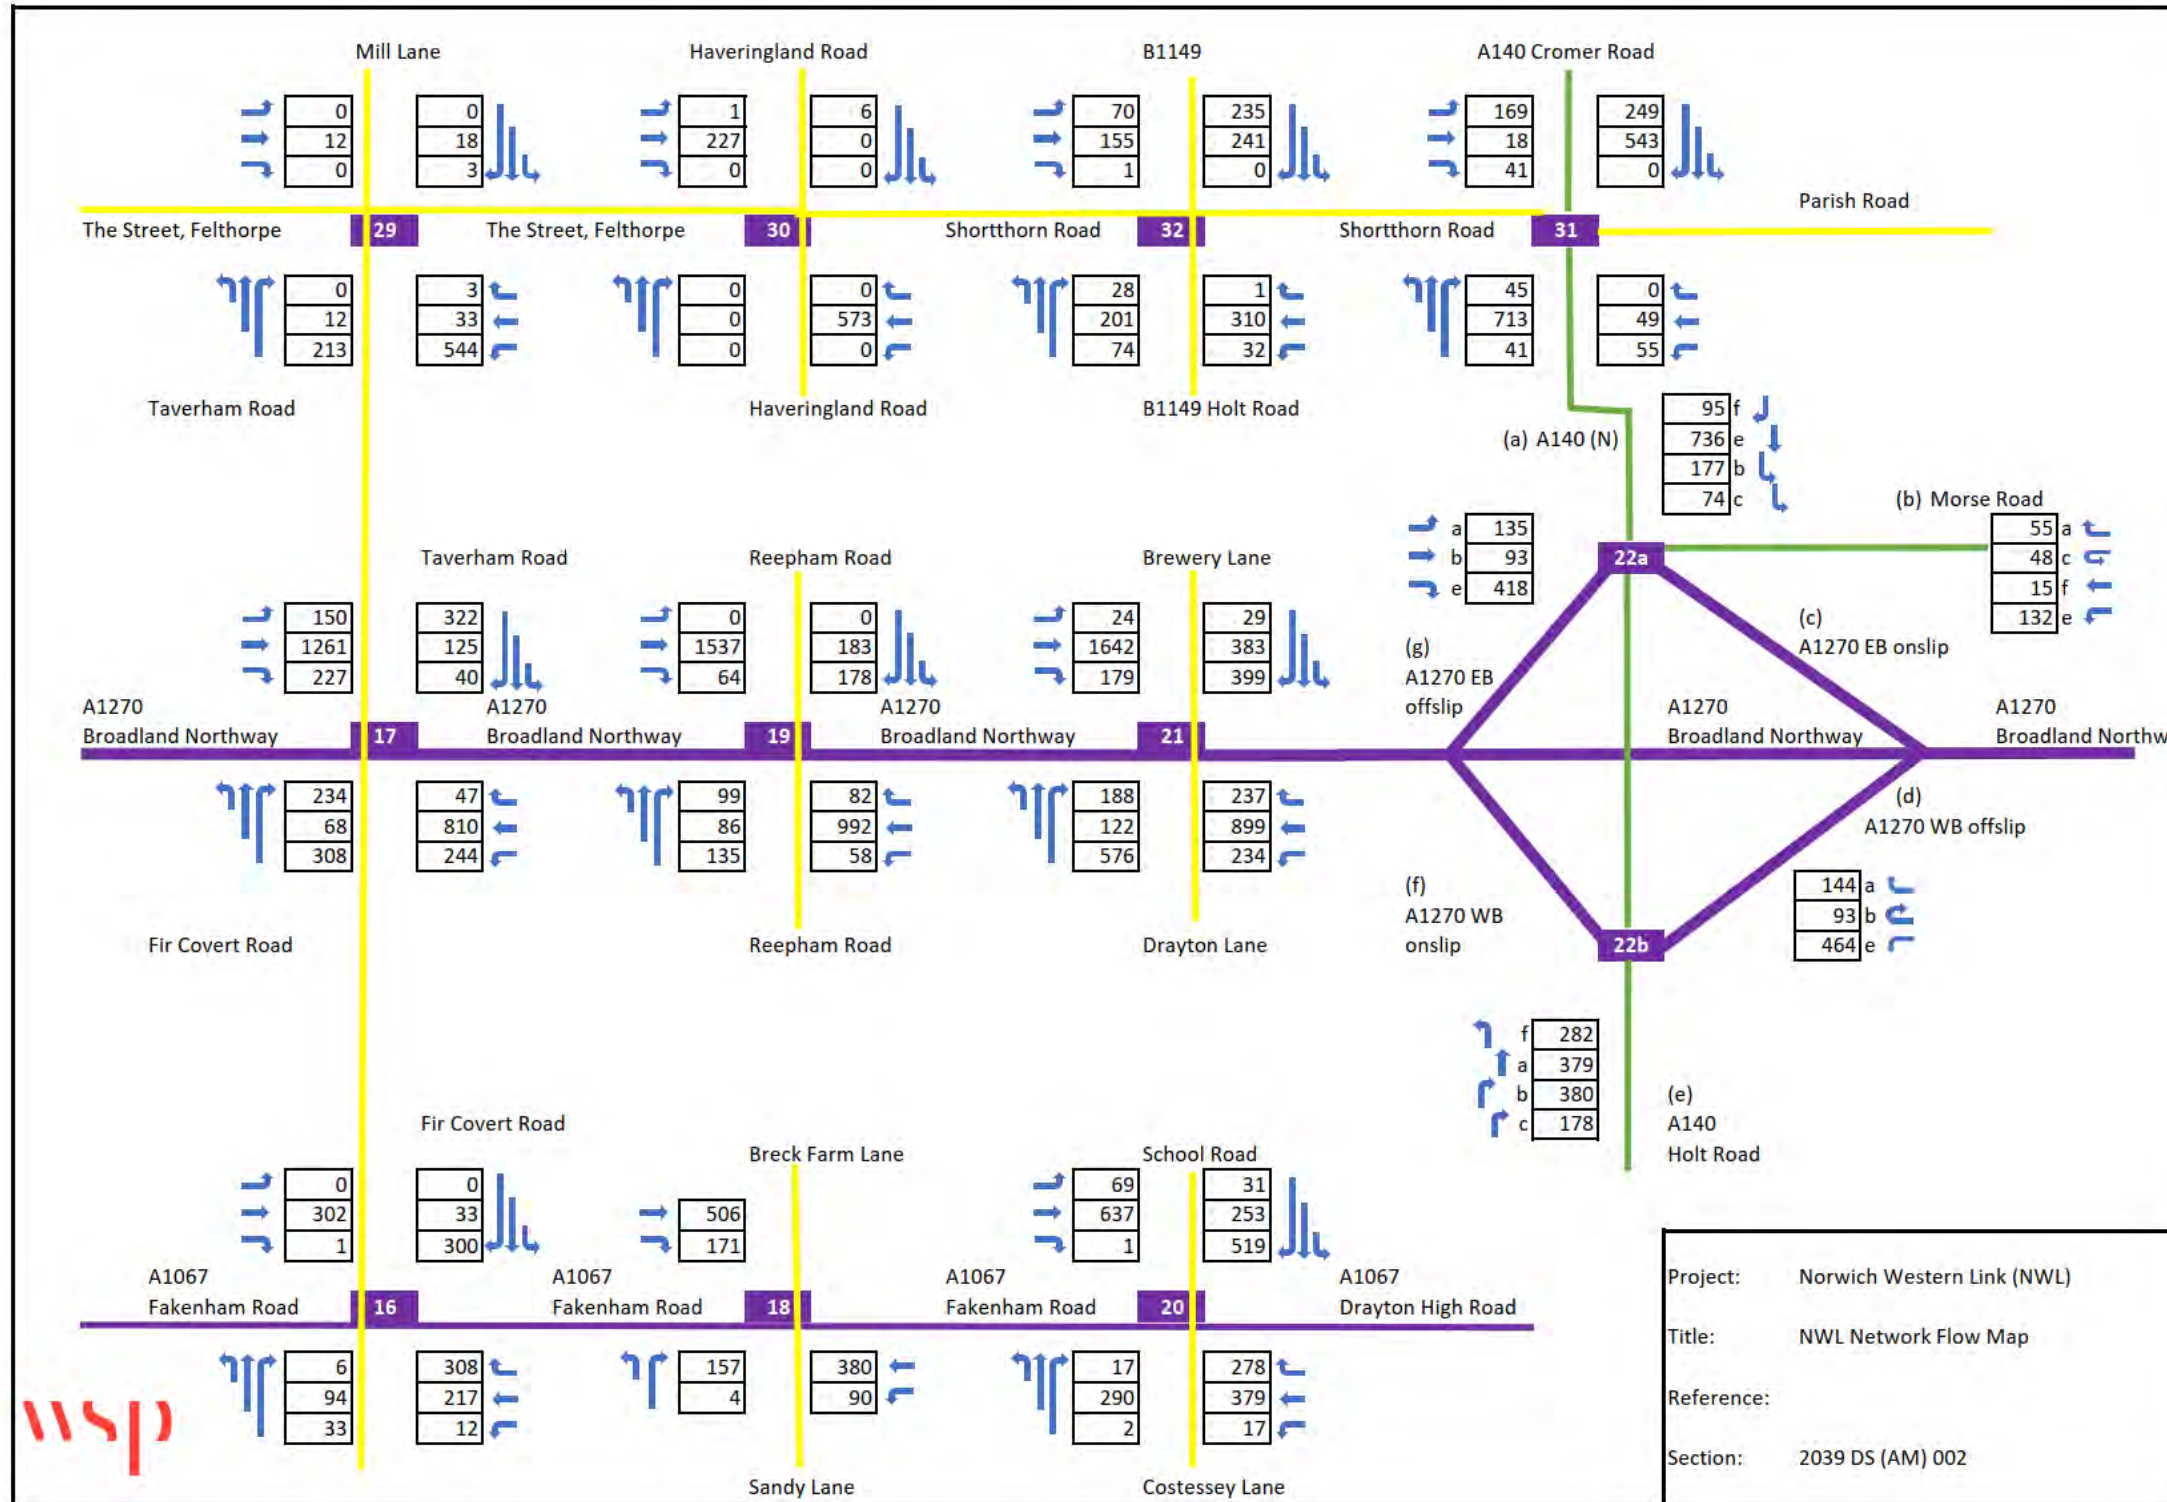 Mill Lane Haveringland Road B1149 A140 Cromer Road
0 0 1 6 70 235 169 249
12 18 227 0 155 241 18 543
0 3 0 0 1 0 41 0
Parish Road
The Street, Felthorpe 29 The Street, Felthorpe 30 Shortthorn Road 32 Shortthorn Road 31
0 3 0 0 28 1 45 0
12 33 0 573 201 310 713 49
213 544 0 0 74 32 41 55
Taverham Road Haveringland Road B1149 Holt Road
95 f
(a) A140 (N) 736 e
177 b
74 c
(b) Morse Road
a 135 55 a
b 93 22a 48 c
e 418 15 f
132 e
Taverham Road Reepham Road Brewery Lane
150 322 0 0 24 29
1261 125 1537 183 1642 383
227 40 64 178 179 399
(g)
A1270 EB
offslip
(c)
A1270 EB onslip
A1270 A1270 A1270 A1270 A1270
Broadland Northway 17 Broadland Northway 19 Broadland Northway 21 Broadland Northway Broadland Northw
234 47 99 82 188 237
68 810 86 992 122 899
308 244 135 58 576 234
(d)
A1270 WB offslip
144 a
93 b
464 e
(f)
A1270 WB
onslip
22b
Fir Covert Road Reepham Road Drayton Lane
f 282
a 379
b 380
c 178
(e)
A140
Holt Road
Fir Covert Road
Breck Farm Lane School Road
0 0 69 31
302 33 506 637 253
1 300 171 1 519
A1067 A1067 A1067 A1067
Fakenham Road 16 Fakenham Road 18 Fakenham Road 20 Drayton High Road
6 308 157 380 17 278
94 217 4 90 290 379
33 12 2 17
Sandy Lane Costessey Lane
wsp
Project: Norwich Western Link (NWL)
Title: NWL Network Flow Map
Reference:
Section: 2039 DS (AM) 002